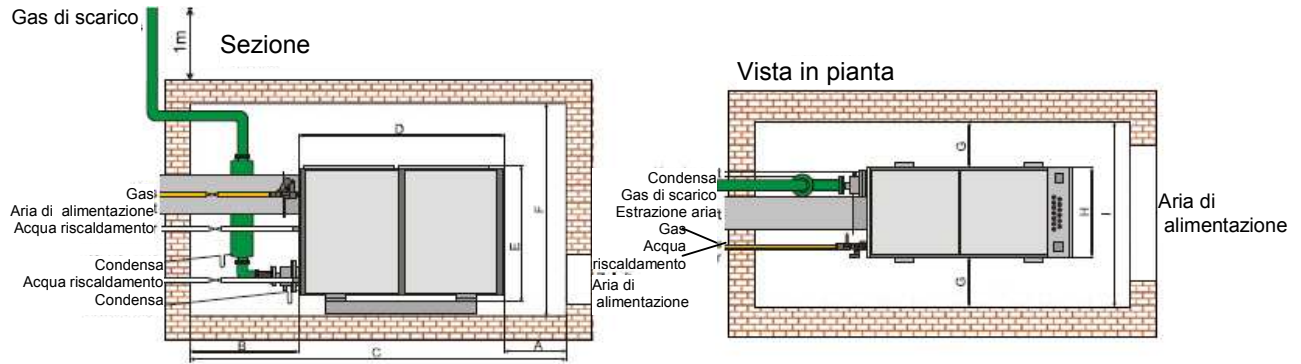 Gas di scarico
1m
Sezione
D
F
E
Gas
Aria di alimentazione
Acqua riscaldamento
Condensa
Acqua riscaldamento
Condensa
Aria di
alimentazione
B
C
A
Vista in pianta
G
Condensa
Gas di scarico
Estrazione aria
Gas
Acqua
riscaldamento
H
I
G
Aria di
alimentazione